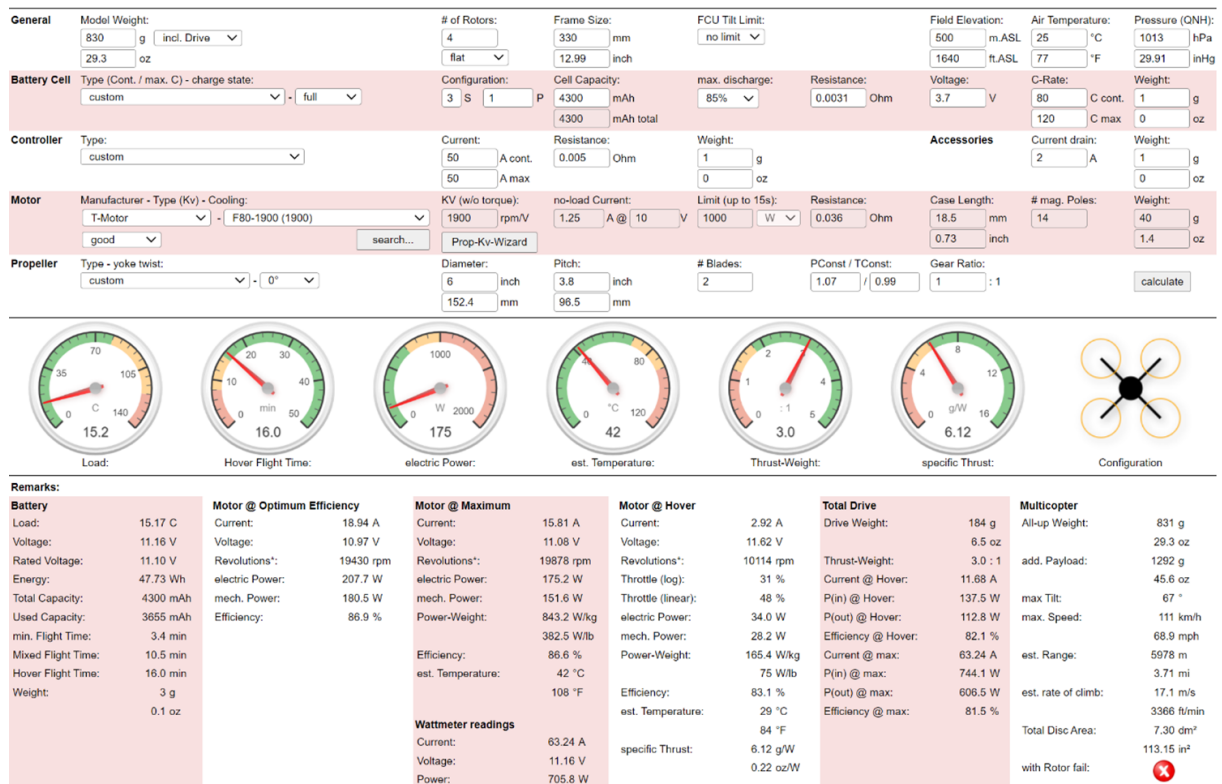 General Model Weight: # of Rotors: Frame Size: FCU Tilt Limit: Field Elevation: Air Temperature: Pressure (QNH):
830 g incl. Drive 4 330 mm no limit 500 m.ASL 25 °C 1013 hPa
29.3 oz flat 12.99 inch 1640 ft.ASL 77 °F 29.91 inHg
Battery Cell Type (Cont. / max. C) - charge state: Configuration: Cell Capacity: max. discharge: Resistance: Voltage: C-Rate: Weight:
custom - full 3 S 1 P 4300 mAh 85% 0.0031 Ohm 3.7 V 80 C cont. 1 g
4300 mAh total 120 C max 0 oz
Controller Type: Current: Resistance: Weight: Accessories Current drain: Weight:
custom 50 A cont. 0.005 Ohm 1 g 2 A 1 g
50 A max 0 oz 0 oz
Motor Manufacturer - Type (Kv) - Cooling: KV (w/o torque): no-load Current: Limit (up to 15s): Resistance: Case Length: # mag. Poles: Weight:
T-Motor - F80-1900 (1900) 1900 rpm/V 1.25 A @ 10 V 1000 W 0.036 Ohm 18.5 mm 14 40 g
good search... Prop-Kv-Wizard 0.73 inch 1.4 oz
Propeller Type - yoke twist: Diameter: Pitch: # Blades: PConst / TConst: Gear Ratio:
custom - 0° 6 inch 3.8 inch 2 1.07 / 0.99 1 : 1 calculate
152.4 mm 96.5 mm
0 35 70 105 140 C 15.2
0 10 20 30 40 50 min 16.0
0 1000 2000 W 175
0 40 80 120 °C 42
0 1 2 3 4 5 : 1 3.0
0 4 8 12 16 g/W 6.12
Load: Hover Flight Time: electric Power: est. Temperature: Thrust-Weight: specific Thrust: Configuration
Remarks:
Battery
Load: 15.17 C
Voltage: 11.16 V
Rated Voltage: 11.10 V
Energy: 47.73 Wh
Total Capacity: 4300 mAh
Used Capacity: 3655 mAh
min. Flight Time: 3.4 min
Mixed Flight Time: 10.5 min
Hover Flight Time: 16.0 min
Weight: 3 g
0.1 oz
Motor @ Optimum Efficiency
Current: 18.94 A
Voltage: 10.97 V
Revolutions*: 19430 rpm
electric Power: 207.7 W
mech. Power: 180.5 W
Efficiency: 86.9 %
Motor @ Maximum
Current: 15.81 A
Voltage: 11.08 V
Revolutions*: 19878 rpm
electric Power: 175.2 W
mech. Power: 151.6 W
Power-Weight: 843.2 W/kg
382.5 W/lb
Efficiency: 86.6 %
est. Temperature: 42 °C
108 °F
Wattmeter readings
Current: 63.24 A
Voltage: 11.16 V
Power: 705.8 W
Motor @ Hover
Current: 2.92 A
Voltage: 11.62 V
Revolutions*: 10114 rpm
Throttle (log): 31 %
Throttle (linear): 48 %
electric Power: 34.0 W
mech. Power: 28.2 W
Power-Weight: 165.4 W/kg
75 W/lb
Efficiency: 83.1 %
est. Temperature: 29 °C
84 °F
specific Thrust: 6.12 g/W
0.22 oz/W
Total Drive
Drive Weight: 184 g
6.5 oz
Thrust-Weight: 3.0 : 1
Current @ Hover: 11.68 A
P(in) @ Hover: 137.5 W
P(out) @ Hover: 112.8 W
Efficiency @ Hover: 82.1 %
Current @ max: 63.24 A
P(in) @ max: 744.1 W
P(out) @ max: 606.5 W
Efficiency @ max: 81.5 %
Multicopter
All-up Weight: 831 g
29.3 oz
add. Payload: 1292 g
45.6 oz
max Tilt: 67 °
max. Speed: 111 km/h
68.9 mph
est. Range: 5978 m
3.71 mi
est. rate of climb: 17.1 m/s
3366 ft/min
Total Disc Area: 7.30 dm²
113.15 in²
with Rotor fail: